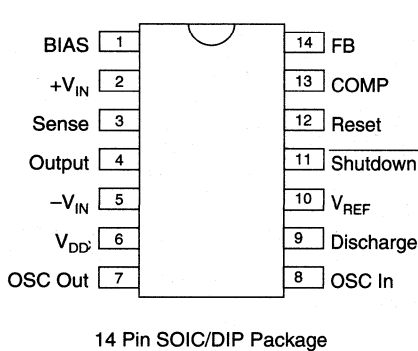 BIAS 1 14 FB
+VIN 2 13 COMP
Sense 3 12 Reset
Output 4 11 Shutdown
–VIN 5 10 VREF
VDD: 6 9 Discharge
OSC Out 7 8 OSC In
14 Pin SOIC/DIP Package